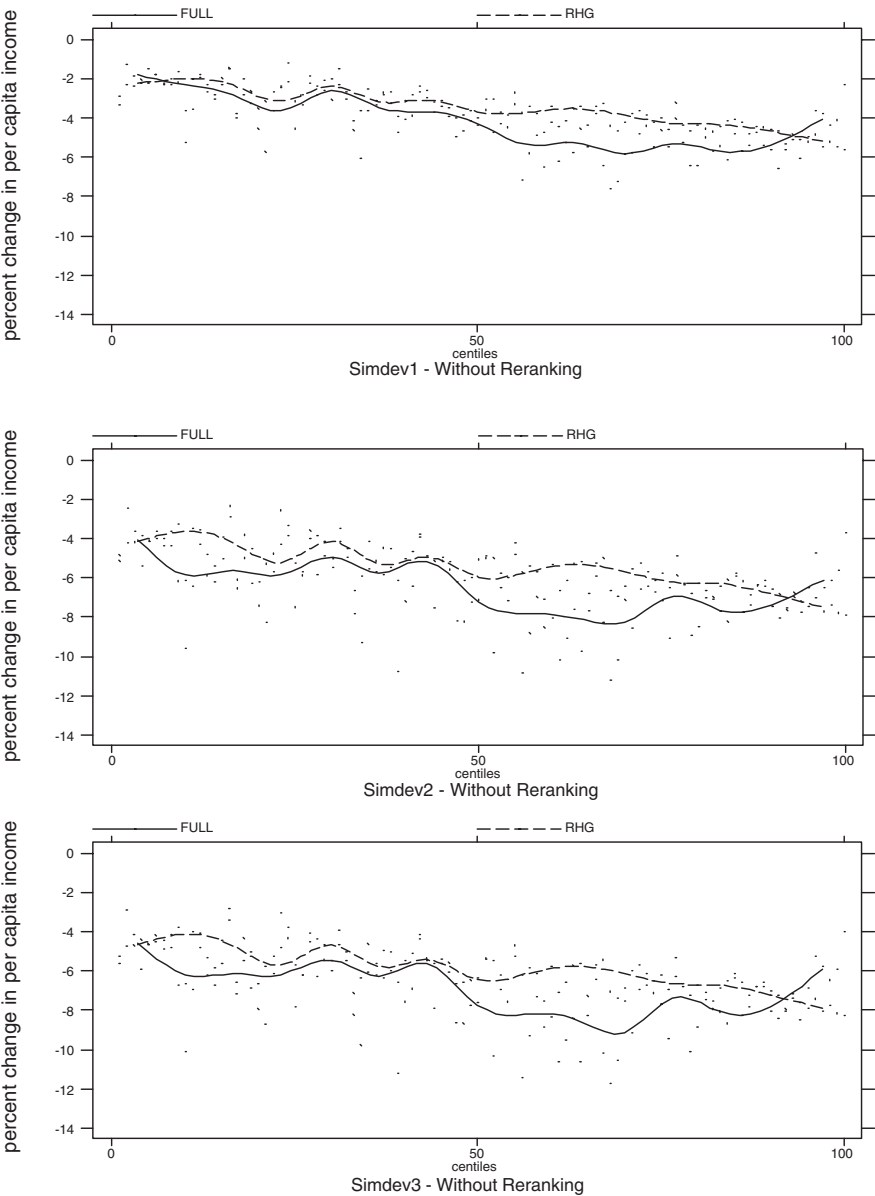 FULL RHG
percent change in per capita income
0
-2
-4
-6
-8
-10
-12
-14
0 50 100
centiles
Simdev1 - Without Reranking
FULL RHG
percent change in per capita income
0
-2
-4
-6
-8
-10
-12
-14
0 50 100
centiles
Simdev2 - Without Reranking
FULL RHG
percent change in per capita income
0
-2
-4
-6
-8
-10
-12
-14
0 50 100
centiles
Simdev3 - Without Reranking